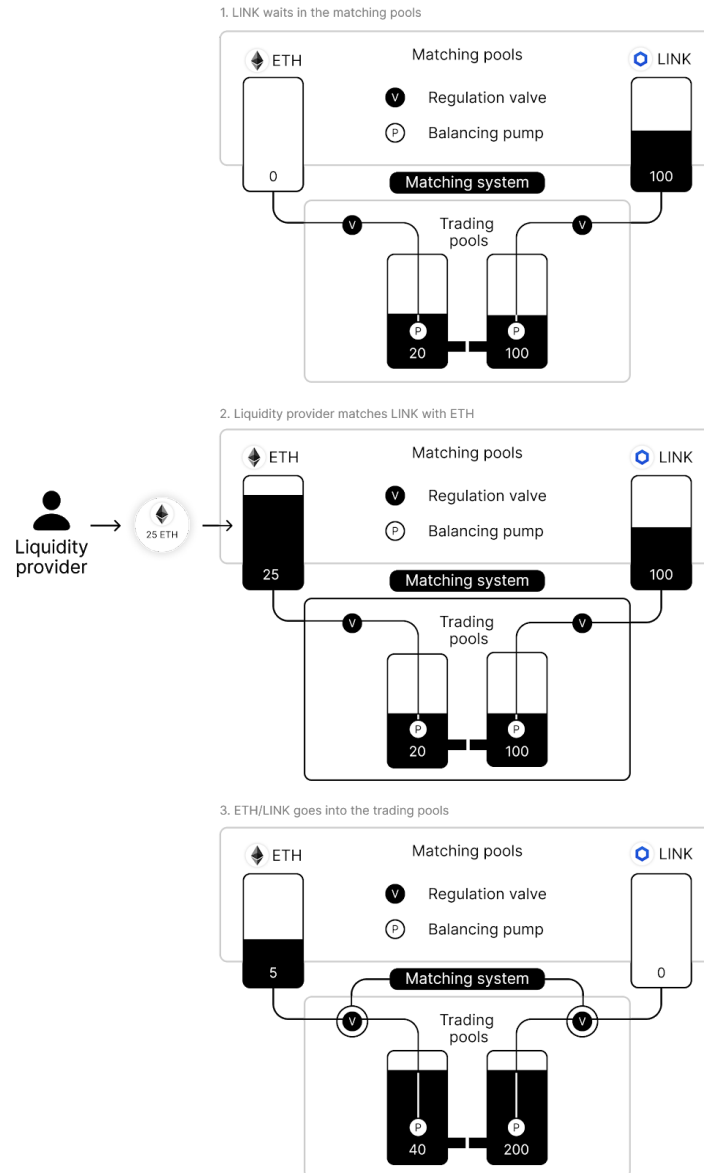 1. LINK waits in the matching pools
ETH
Matching pools
LINK
V
Regulation valve
P
Balancing pump
0
100
Matching system
V
Trading
pools
V
P
P
20
100
2. Liquidity provider matches LINK with ETH
ETH
Matching pools
LINK
V
Regulation valve
P
Balancing pump
25 ETH
Liquidity
provider
25
100
Matching system
V
Trading
pools
V
P
P
20
100
3. ETH/LINK goes into the trading pools
ETH
Matching pools
LINK
V
Regulation valve
P
Balancing pump
5
0
Matching system
V
Trading
pools
V
P
P
40
200